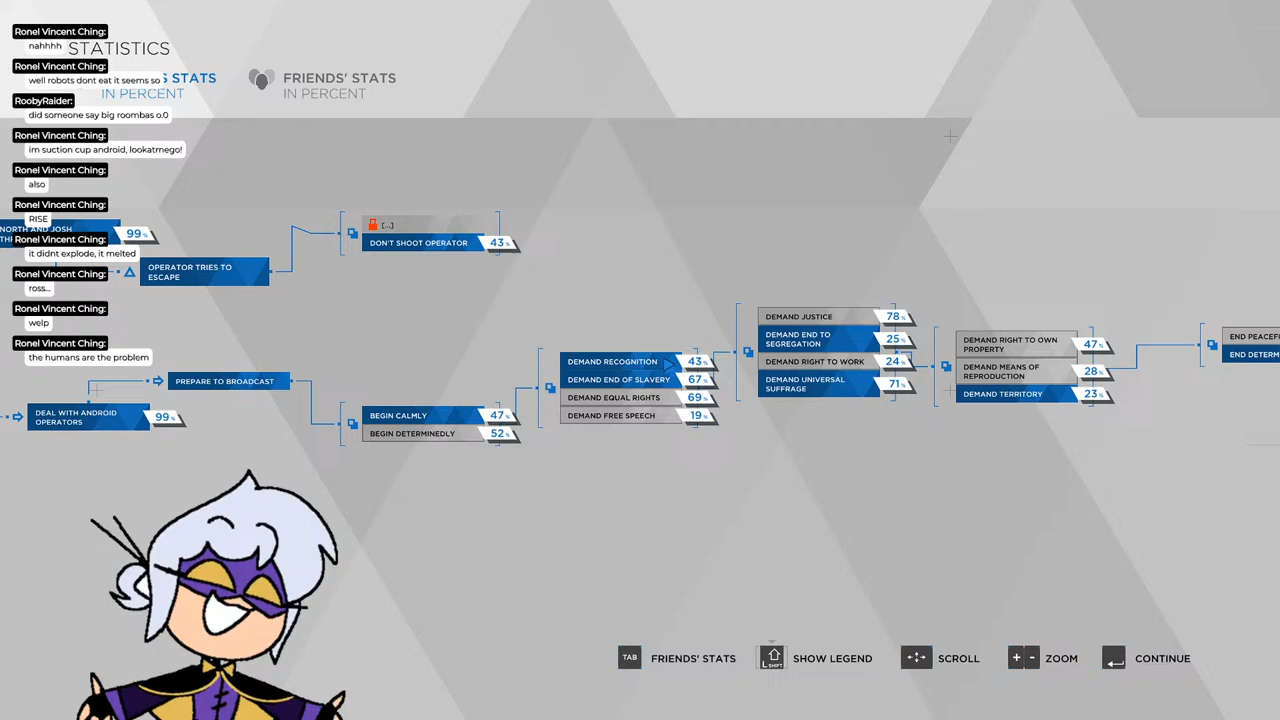 Ronel Vincent Ching:
nahhhh
Ronel Vincent Ching:
well robots dont eat it seems so
RoobyRaider:
did someone say big roombas o.0
Ronel Vincent Ching:
im suction cup android, lookatmego!
Ronel Vincent Ching:
also
Ronel Vincent Ching:
RISE
Ronel Vincent Ching:
it didnt explode, it melted
Ronel Vincent Ching:
ross...
Ronel Vincent Ching:
welp
Ronel Vincent Ching:
the humans are the problem
STATISTICS
STATS
IN PERCENT
FRIENDS' STATS
IN PERCENT
NORTH AND JOSH
99%
OPERATOR TRIES TO
ESCAPE
[...]
DON'T SHOOT OPERATOR 43%
DEAL WITH ANDROID
OPERATORS
99%
PREPARE TO BROADCAST
BEGIN CALMLY 47%
BEGIN DETERMINEDLY 52%
DEMAND RECOGNITION 43%
DEMAND END OF SLAVERY 67%
DEMAND EQUAL RIGHTS 69%
DEMAND FREE SPEECH 19%
DEMAND JUSTICE 78%
DEMAND END TO
SEGREGATION
25%
DEMAND RIGHT TO WORK 24%
DEMAND UNIVERSAL
SUFFRAGE
71%
DEMAND RIGHT TO OWN
PROPERTY
47%
DEMAND MEANS OF
REPRODUCTION
28%
DEMAND TERRITORY 23%
END PEACEF
END DETERM
TAB FRIENDS' STATS
L SHIFT SHOW LEGEND
SCROLL
+ - ZOOM
CONTINUE